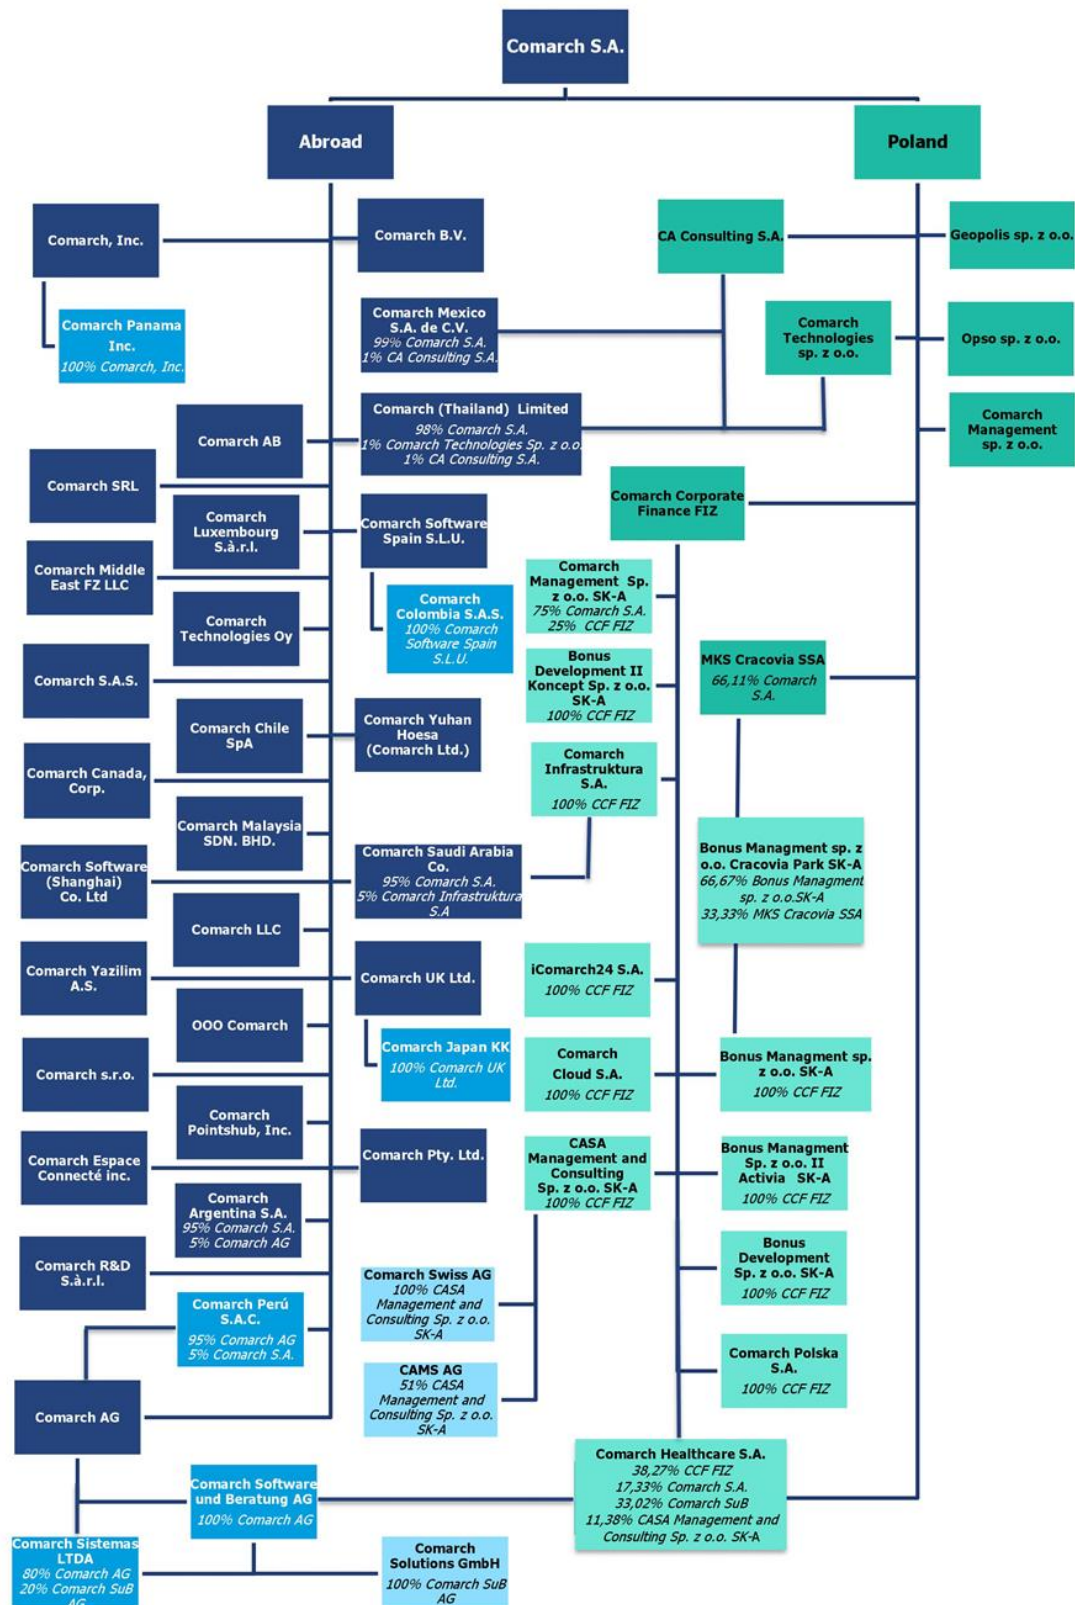 Comarch S.A.
Abroad
Poland
Comarch, Inc.
Comarch B.V.
CA Consulting S.A.
Geopolis sp. z o.o.
Comarch Panama
Inc.
100% Comarch, Inc.
Comarch Mexico
S.A. de C.V.
99% Comarch S.A.
1% CA Consulting S.A.
Comarch
Technologies
sp. z o.o.
Opso sp. z o.o.
Comarch AB
Comarch (Thailand) Limited
98% Comarch S.A.
1% Comarch Technologies Sp. z o.o.
1% CA Consulting S.A.
Comarch
Management
sp. z o.o.
Comarch SRL
Comarch
Luxembourg
S.à.r.l.
Comarch Software
Spain S.L.U.
Comarch Corporate
Finance FIZ
Comarch Middle
East FZ LLC
Comarch
Technologies Oy
Comarch
Colombia S.A.S.
100% Comarch
Software Spain
S.L.U.
Comarch
Management Sp.
z o.o. SK-A
75% Comarch S.A.
25% CCF FIZ
Comarch S.A.S.
Bonus
Development II
Koncept Sp. z o.o.
SK-A
100% CCF FIZ
MKS Cracovia SSA
66,11% Comarch
S.A.
Comarch Chile
SpA
Comarch Yuhan
Hoesa
(Comarch Ltd.)
Comarch
Infrastruktura
S.A.
100% CCF FIZ
Comarch Canada,
Corp.
Comarch Malaysia
SDN. BHD.
Comarch Software
(Shanghai)
Co. Ltd
Comarch Saudi Arabia
Co.
95% Comarch S.A.
5% Comarch Infrastruktura
S.A
Bonus Managment sp. z
o.o. Cracovia Park SK-A
66,67% Bonus Managment
sp. z o.o.SK-A
33,33% MKS Cracovia SSA
Comarch LLC
Comarch Yazilim
A.S.
Comarch UK Ltd.
iComarch24 S.A.
100% CCF FIZ
OOO Comarch
Comarch Japan KK
100% Comarch UK
Ltd.
Comarch
Cloud S.A.
100% CCF FIZ
Bonus Managment sp.
z o.o. SK-A
100% CCF FIZ
Comarch s.r.o.
Comarch
Pointshub, Inc.
Comarch Espace
Connecté inc.
Comarch Pty. Ltd.
CASA
Management and
Consulting
Sp. z o.o. SK-A
100% CCF FIZ
Bonus Managment
Sp. z o.o. II
Activia SK-A
100% CCF FIZ
Comarch
Argentina S.A.
95% Comarch S.A.
5% Comarch AG
Comarch R&D
S.à.r.l.
Bonus
Development
Sp. z o.o. SK-A
100% CCF FIZ
Comarch Perú
S.A.C.
95% Comarch AG
5% Comarch S.A.
Comarch Swiss AG
100% CASA
Management and
Consulting Sp. z o.o.
SK-A
Comarch Polska
S.A.
100% CCF FIZ
Comarch AG
CAMS AG
51% CASA
Management and
Consulting Sp. z o.o.
SK-A
Comarch Software
und Beratung AG
100% Comarch AG
Comarch Healthcare S.A.
38,27% CCF FIZ
17,33% Comarch S.A.
33,02% Comarch SuB
11,38% CASA Management and
Consulting Sp. z o.o. SK-A
Comarch Sistemas
LTDA
80% Comarch AG
20% Comarch SuB
AG
Comarch
Solutions GmbH
100% Comarch SuB
AG